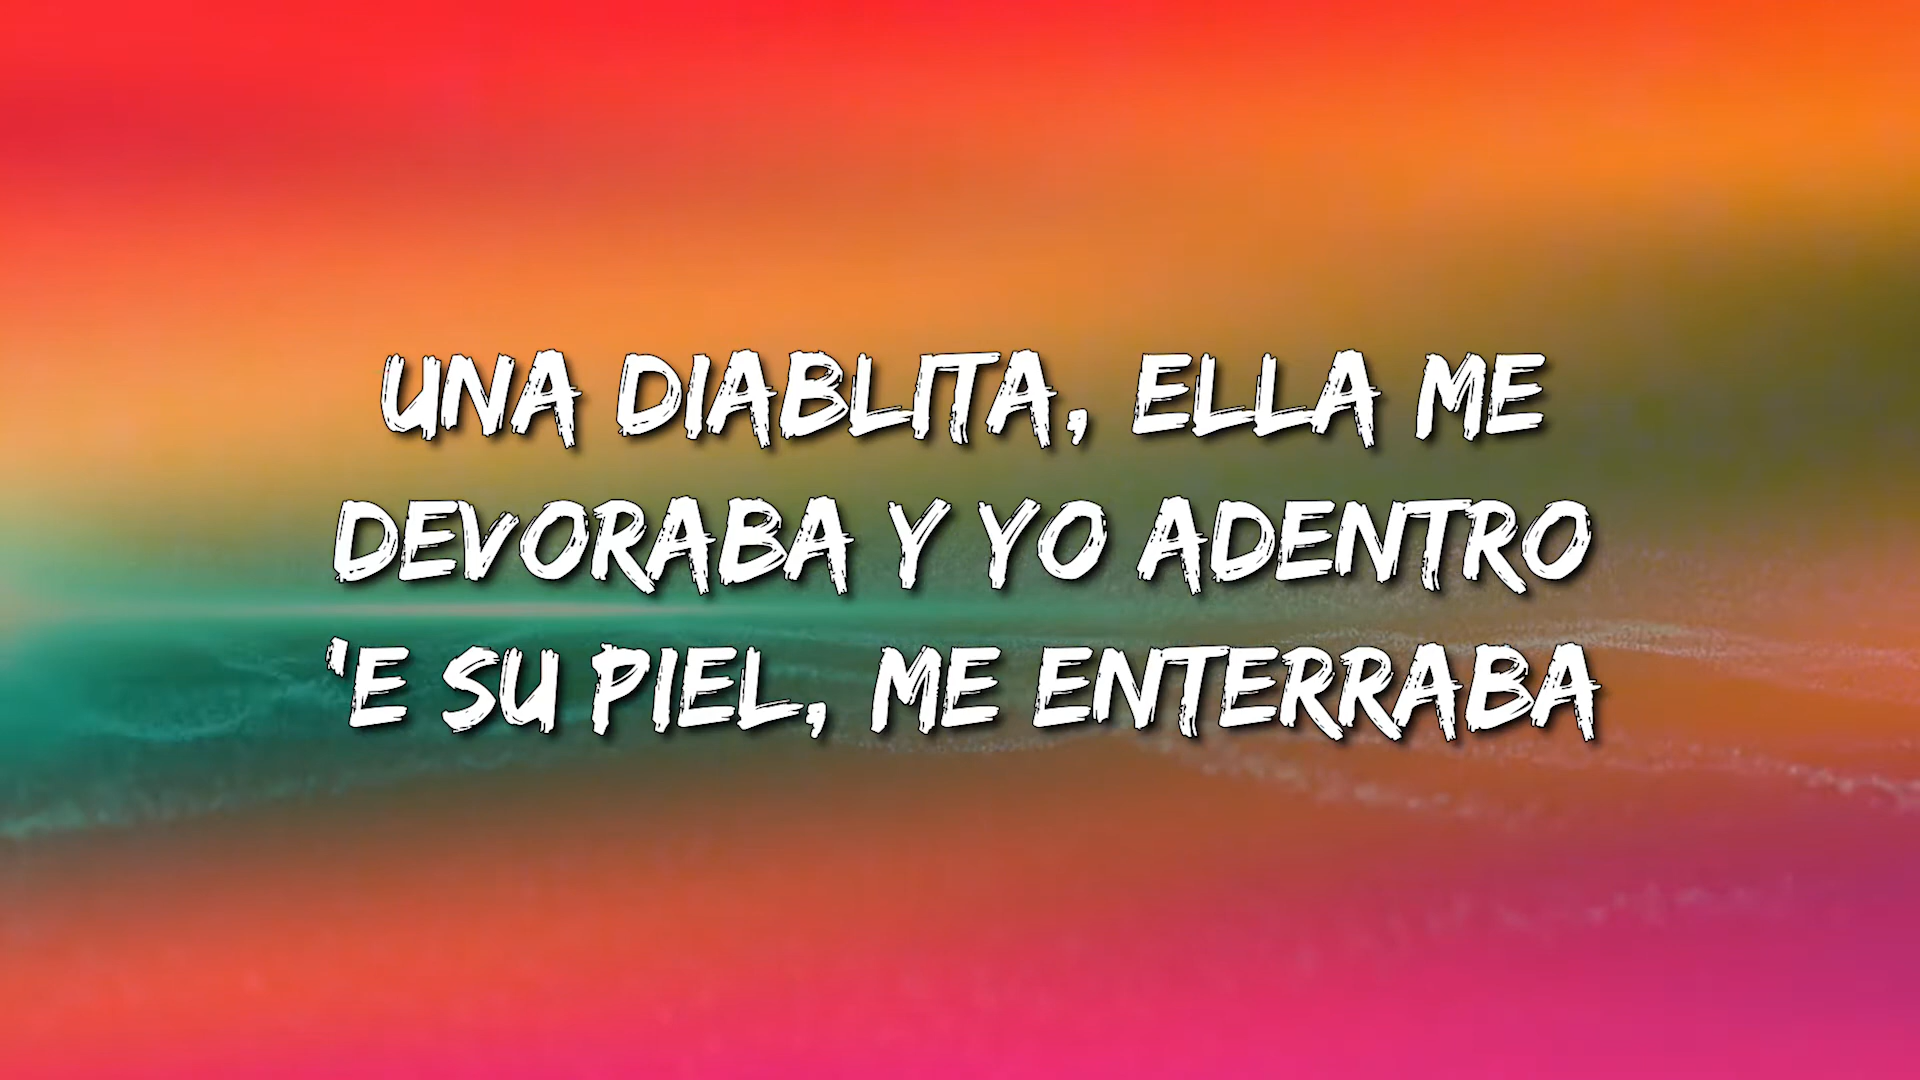 UNA DIABLITA, ELLA ME
DEVORABA Y YO ADENTRO
'E SU PIEL, ME ENTERRABA